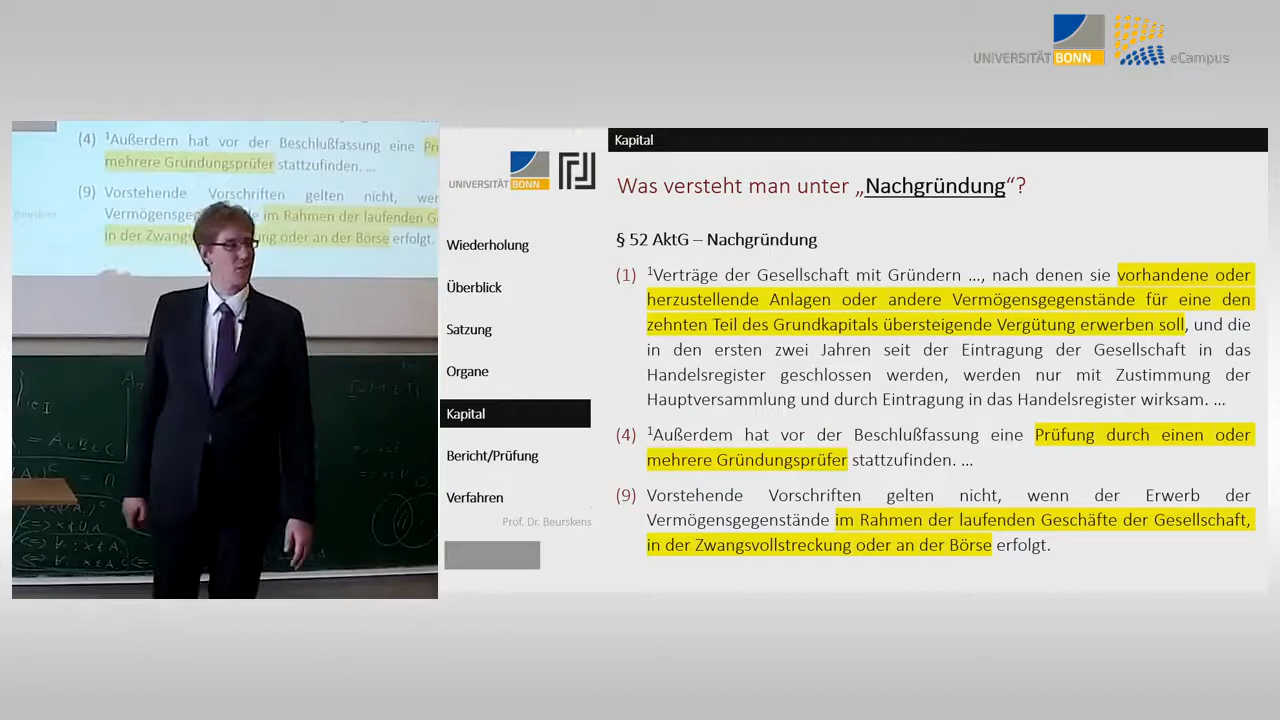 UNIVERSITÄT BONN
eCampus
(4) 1Außerdem hat vor der Beschlußfassung eine
mehrere Gründungsprüfer stattzufinden. ...
(9) Vorstehende Vorschriften gelten nicht,
im Rahmen der laufenden
in der
oder an der Börse erfolgt.
UNIVERSITÄT BONN
Wiederholung
Überblick
Satzung
Organe
Kapital
Bericht/Prüfung
Verfahren
Prof. Dr. Beurskens
Kapital
Was versteht man unter „Nachgründung“?
§ 52 AktG – Nachgründung
(1) 1Verträge der Gesellschaft mit Gründern …, nach denen sie vorhandene oder
herzustellende Anlagen oder andere Vermögensgegenstände für eine den
zehnten Teil des Grundkapitals übersteigende Vergütung erwerben soll, und die
in den ersten zwei Jahren seit der Eintragung der Gesellschaft in das
Handelsregister geschlossen werden, werden nur mit Zustimmung der
Hauptversammlung und durch Eintragung in das Handelsregister wirksam. …
(4) 1Außerdem hat vor der Beschlußfassung eine Prüfung durch einen oder
mehrere Gründungsprüfer stattzufinden. …
(9) Vorstehende Vorschriften gelten nicht, wenn der Erwerb der
Vermögensgegenstände im Rahmen der laufenden Geschäfte der Gesellschaft,
in der Zwangsvollstreckung oder an der Börse erfolgt.